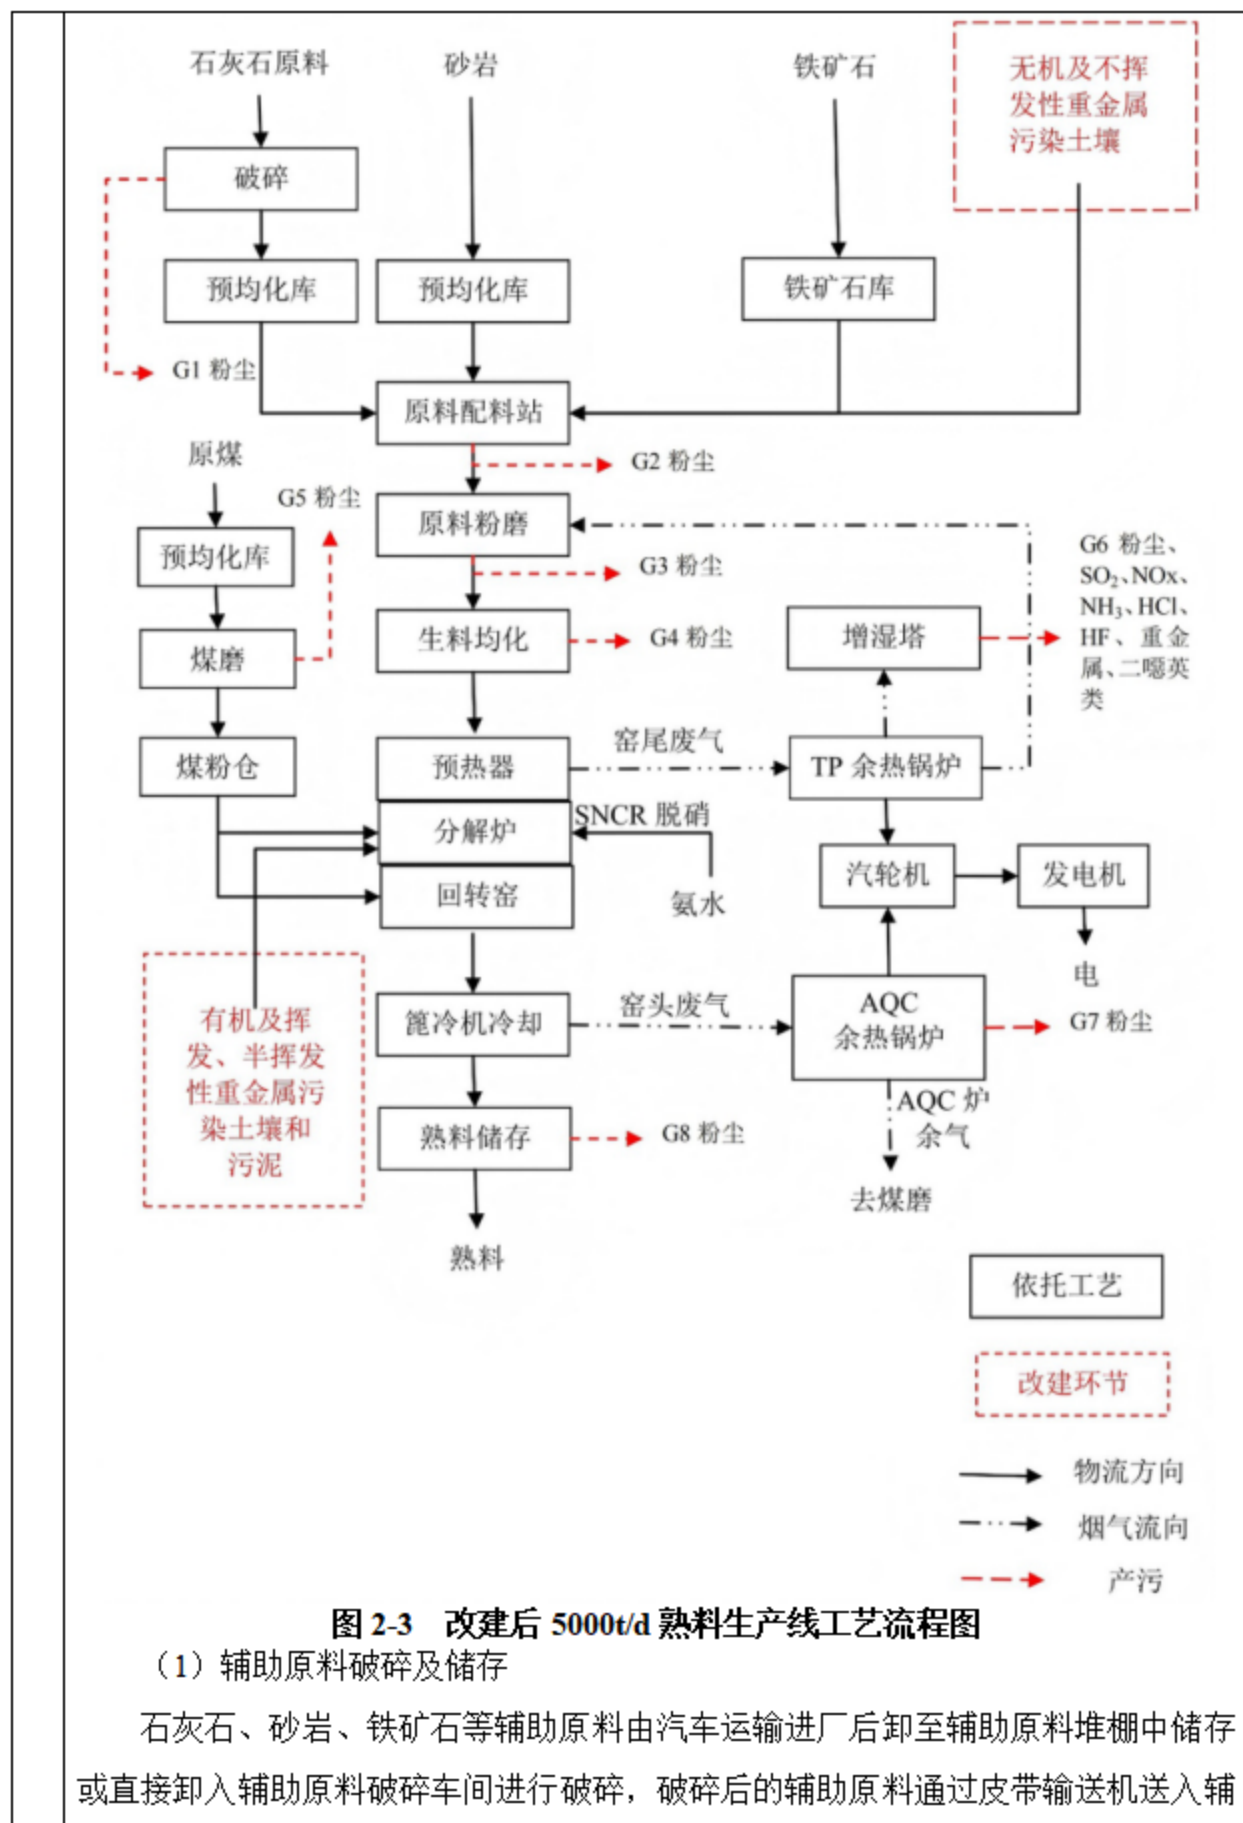 石灰石原料
砂岩
铁矿石
无机及不挥
发性重金属
污染土壤
破碎
预均化库
预均化库
铁矿石库
G1 粉尘
原料配料站
原煤
G2 粉尘
G5 粉尘
原料粉磨
预均化库
G3 粉尘
G6 粉尘、
SO₂、NOx、
NH₃、HCl、
HF、重金
属、二噁英
类
生料均化
G4 粉尘
增湿塔
煤磨
窑尾废气
煤粉仓
预热器
TP 余热锅炉
分解炉
SNCR 脱硝
回转窑
氨水
汽轮机
发电机
电
有机及挥
发、半挥发
性重金属污
染土壤和
污泥
篦冷机冷却
窑头废气
AQC
余热锅炉
G7 粉尘
AQC 炉
余气
熟料储存
G8 粉尘
去煤磨
熟料
依托工艺
改建环节
物流方向
烟气流向
产污
图 2-3 改建后 5000t/d 熟料生产线工艺流程图
（1）辅助原料破碎及储存
石灰石、砂岩、铁矿石等辅助原料由汽车运输进厂后卸至辅助原料堆棚中储存
或直接卸入辅助原料破碎车间进行破碎，破碎后的辅助原料通过皮带输送机送入辅